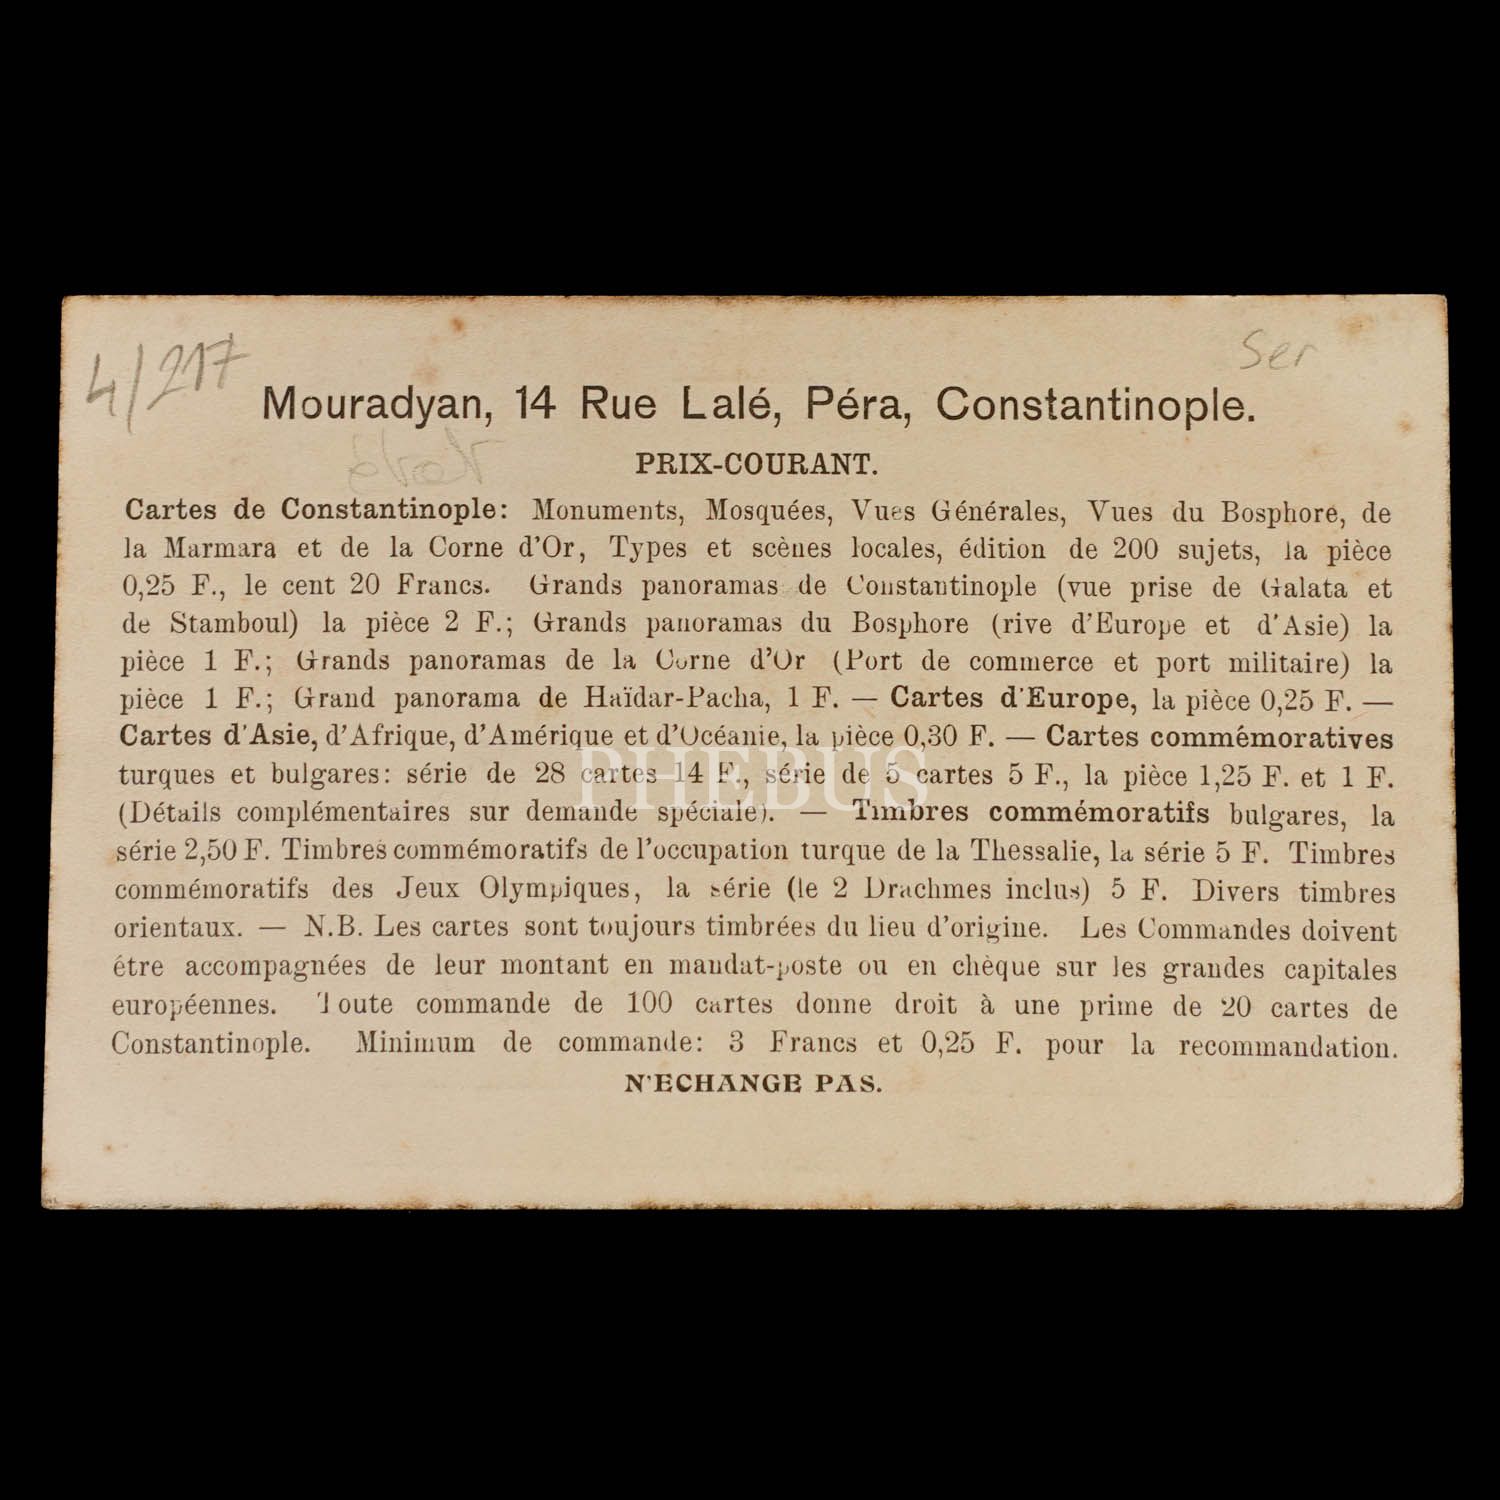 4/217
Ser
Mouradyan, 14 Rue Lalé, Péra, Constantinople.
PRIX-COURANT.
Cartes de Constantinople: Monuments, Mosquées, Vues Générales, Vues du Bosphore, de
la Marmara et de la Corne d'Or, Types et scènes locales, édition de 200 sujets, la pièce
0,25 F., le cent 20 Francs. Grands panoramas de Constantinople (vue prise de Galata et
de Stamboul) la pièce 2 F.; Grands panoramas du Bosphore (rive d'Europe et d'Asie) la
pièce 1 F.; Grands panoramas de la Corne d'Or (Port de commerce et port militaire) la
pièce 1 F.; Grand panorama de Haïdar-Pacha, 1 F. — Cartes d'Europe, la pièce 0,25 F. —
Cartes d'Asie, d'Afrique, d'Amérique et d'Océanie, la pièce 0,30 F. — Cartes commémoratives
turques et bulgares: série de 28 cartes 14 F., série de 5 cartes 5 F., la pièce 1,25 F. et 1 F.
PHEBUS
(Détails complémentaires sur demande spéciale). — Timbres commémoratifs bulgares, la
série 2,50 F. Timbres commémoratifs de l'occupation turque de la Thessalie, la série 5 F. Timbres
commémoratifs des Jeux Olympiques, la série (le 2 Drachmes inclus) 5 F. Divers timbres
orientaux. — N.B. Les cartes sont toujours timbrées du lieu d'origine. Les Commandes doivent
être accompagnées de leur montant en mandat-poste ou en chèque sur les grandes capitales
européennes. Toute commande de 100 cartes donne droit à une prime de 20 cartes de
Constantinople. Minimum de commande: 3 Francs et 0,25 F. pour la recommandation.
N'ECHANGE PAS.